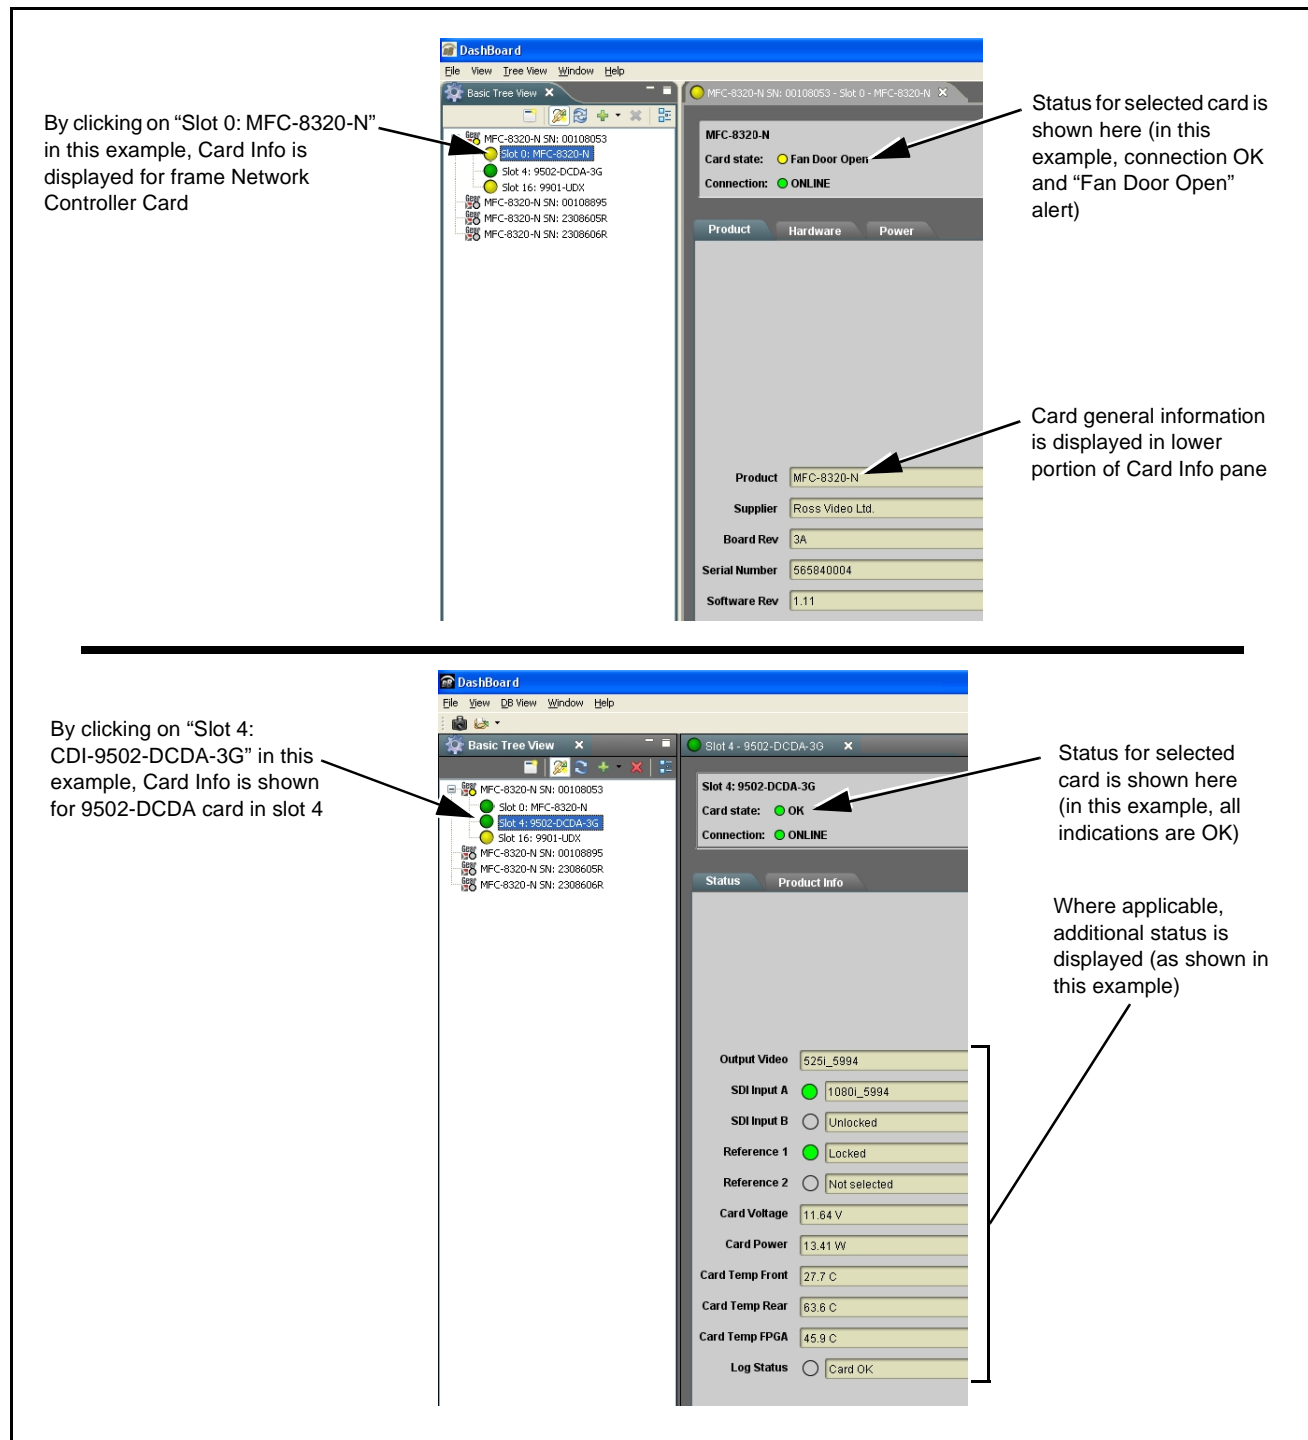 DashBoard
File View Tree View Window Help
Basic Tree View
MFC-8320-N SN: 00108053 - Slot 0 - MFC-8320-N
By clicking on “Slot 0: MFC-8320-N”
in this example, Card Info is
displayed for frame Network
Controller Card
Gear MFC-8320-N SN: 00108053
Slot 0: MFC-8320-N
Slot 4: 9502-DCDA-3G
Slot 16: 9901-UDX
Gear MFC-8320-N SN: 00108895
Gear MFC-8320-N SN: 2308605R
Gear MFC-8320-N SN: 2308606R
MFC-8320-N
Card state: Fan Door Open
Connection: ONLINE
Status for selected card is
shown here (in this
example, connection OK
and “Fan Door Open”
alert)
Product Hardware Power
Card general information
is displayed in lower
portion of Card Info pane
Product MFC-8320-N
Supplier Ross Video Ltd.
Board Rev 3A
Serial Number 565840004
Software Rev 1.11
DashBoard
File View DB View Window Help
Basic Tree View
Slot 4 - 9502-DCDA-3G
By clicking on “Slot 4:
CDI-9502-DCDA-3G” in this
example, Card Info is shown
for 9502-DCDA card in slot 4
Gear MFC-8320-N SN: 00108053
Slot 0: MFC-8320-N
Slot 4: 9502-DCDA-3G
Slot 16: 9901-UDX
Gear MFC-8320-N SN: 00108895
Gear MFC-8320-N SN: 2308605R
Gear MFC-8320-N SN: 2308606R
Slot 4: 9502-DCDA-3G
Card state: OK
Connection: ONLINE
Status for selected
card is shown here
(in this example, all
indications are OK)
Status Product Info
Where applicable,
additional status is
displayed (as shown in
this example)
Output Video 525i_5994
SDI Input A 1080i_5994
SDI Input B Unlocked
Reference 1 Locked
Reference 2 Not selected
Card Voltage 11.64 V
Card Power 13.41 W
Card Temp Front 27.7 C
Card Temp Rear 63.6 C
Card Temp FPGA 45.9 C
Log Status Card OK